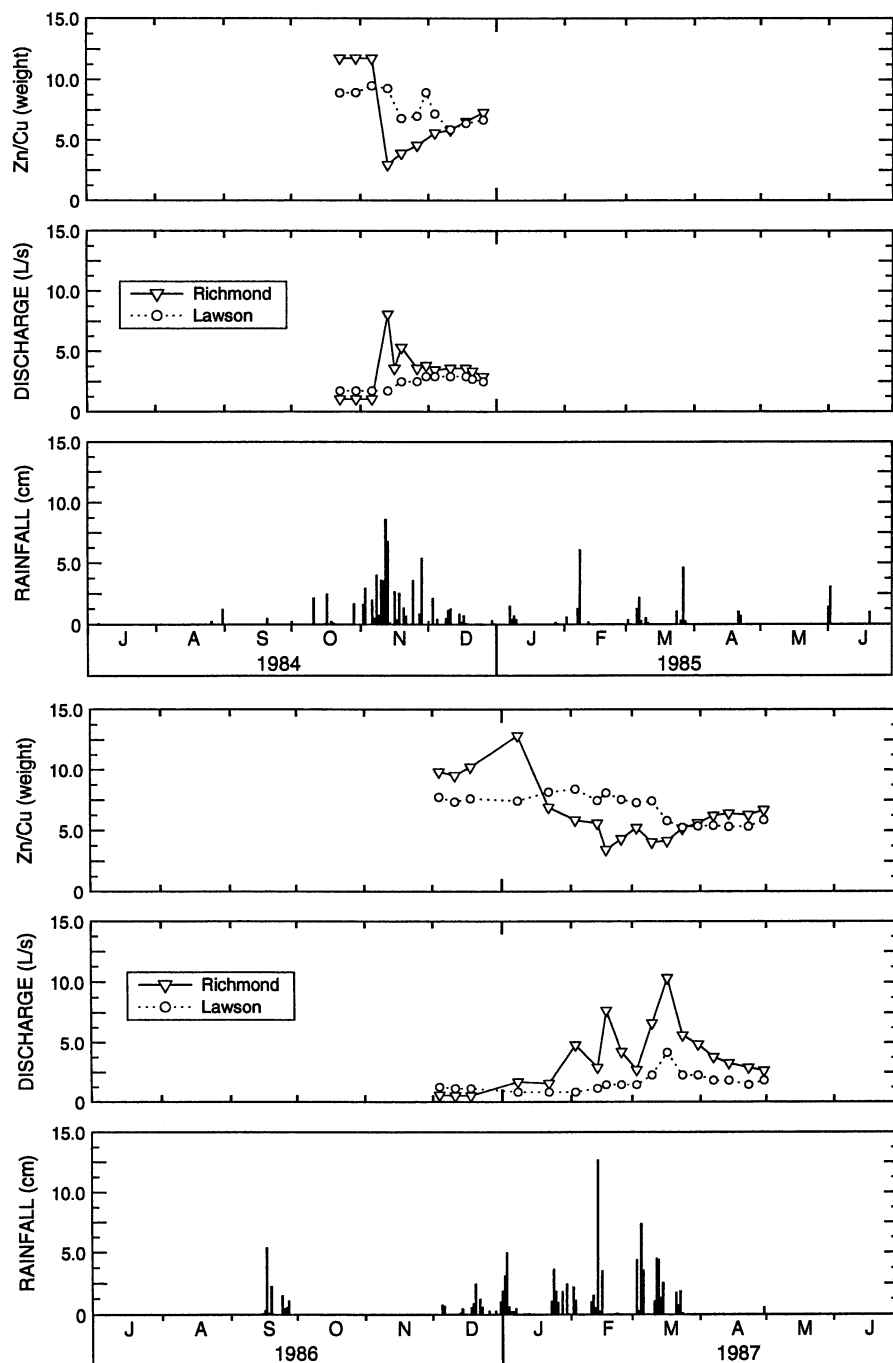 Zn/Cu (weight)
15.0
10.0
5.0
0
DISCHARGE (L/s)
15.0
10.0
5.0
0
Richmond
Lawson
RAINFALL (cm)
15.0
10.0
5.0
0
J A S O N D J F M A M J
1984 1985
Zn/Cu (weight)
15.0
10.0
5.0
0
DISCHARGE (L/s)
15.0
10.0
5.0
0
Richmond
Lawson
RAINFALL (cm)
15.0
10.0
5.0
0
J A S O N D J F M A M J
1986 1987